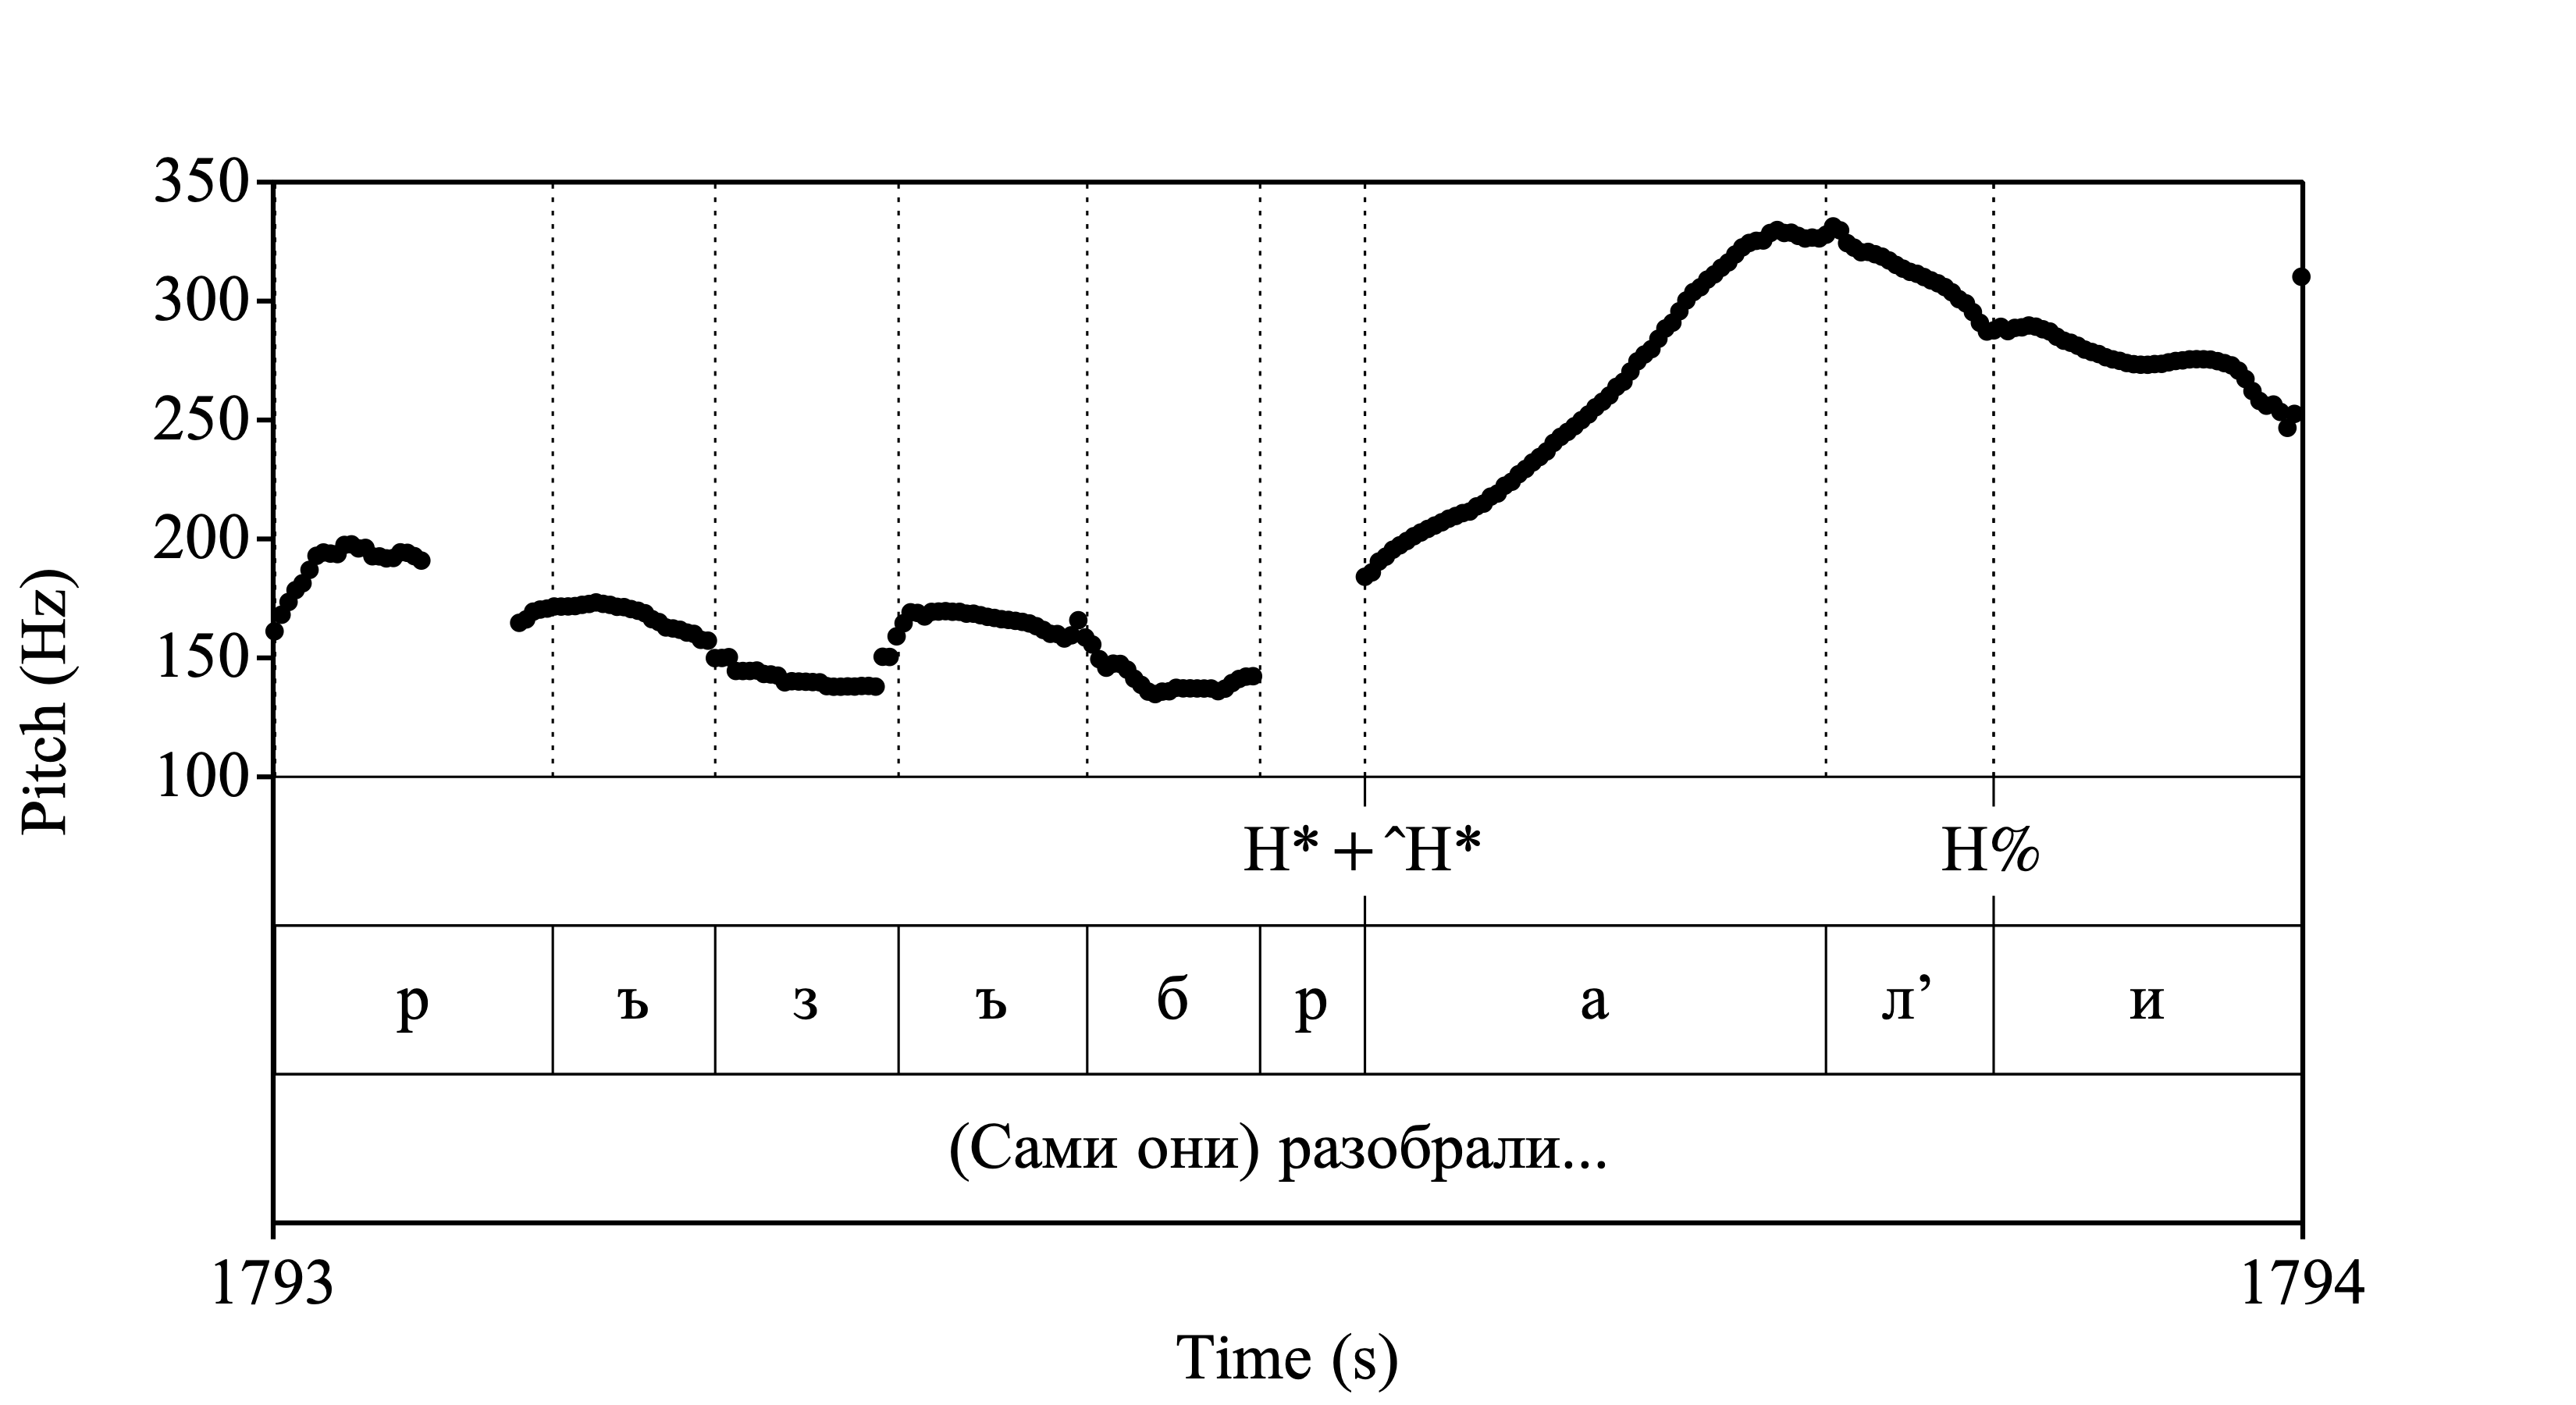 350
300
250
200
150
100
Pitch (Hz)
H* + ˆH* H%
р ъ з ъ б р а л’ и
(Сами они) разобрали...
1793 1794
Time (s)